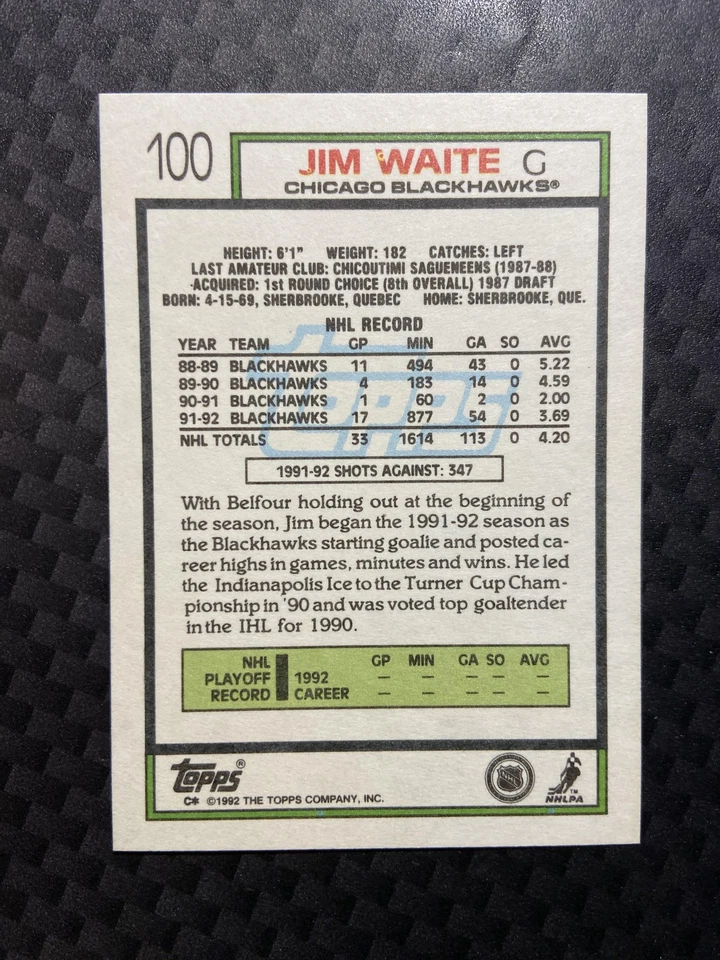 100
JIM WAITE G
CHICAGO BLACKHAWKS®
HEIGHT: 6'1" WEIGHT: 182 CATCHES: LEFT
LAST AMATEUR CLUB: CHICOUTIMI SAGUENEENS (1987-88)
ACQUIRED: 1st ROUND CHOICE (8th OVERALL) 1987 DRAFT
BORN: 4-15-69, SHERBROOKE, QUEBEC HOME: SHERBROOKE, QUE.
NHL RECORD
YEAR TEAM GP MIN GA SO AVG
88-89 BLACKHAWKS 11 494 43 0 5.22
89-90 BLACKHAWKS 4 183 14 0 4.59
90-91 BLACKHAWKS 1 60 2 0 2.00
91-92 BLACKHAWKS 17 877 54 0 3.69
NHL TOTALS 33 1614 113 0 4.20
topps
1991-92 SHOTS AGAINST: 347
With Belfour holding out at the beginning of
the season, Jim began the 1991-92 season as
the Blackhawks starting goalie and posted ca-
reer highs in games, minutes and wins. He led
the Indianapolis Ice to the Turner Cup Cham-
pionship in '90 and was voted top goaltender
in the IHL for 1990.
NHL GP MIN GA SO AVG
PLAYOFF 1992 – – – – –
RECORD CAREER – – – – –
topps®
C* ©1992 THE TOPPS COMPANY, INC.
NHL
TM
NHLPA